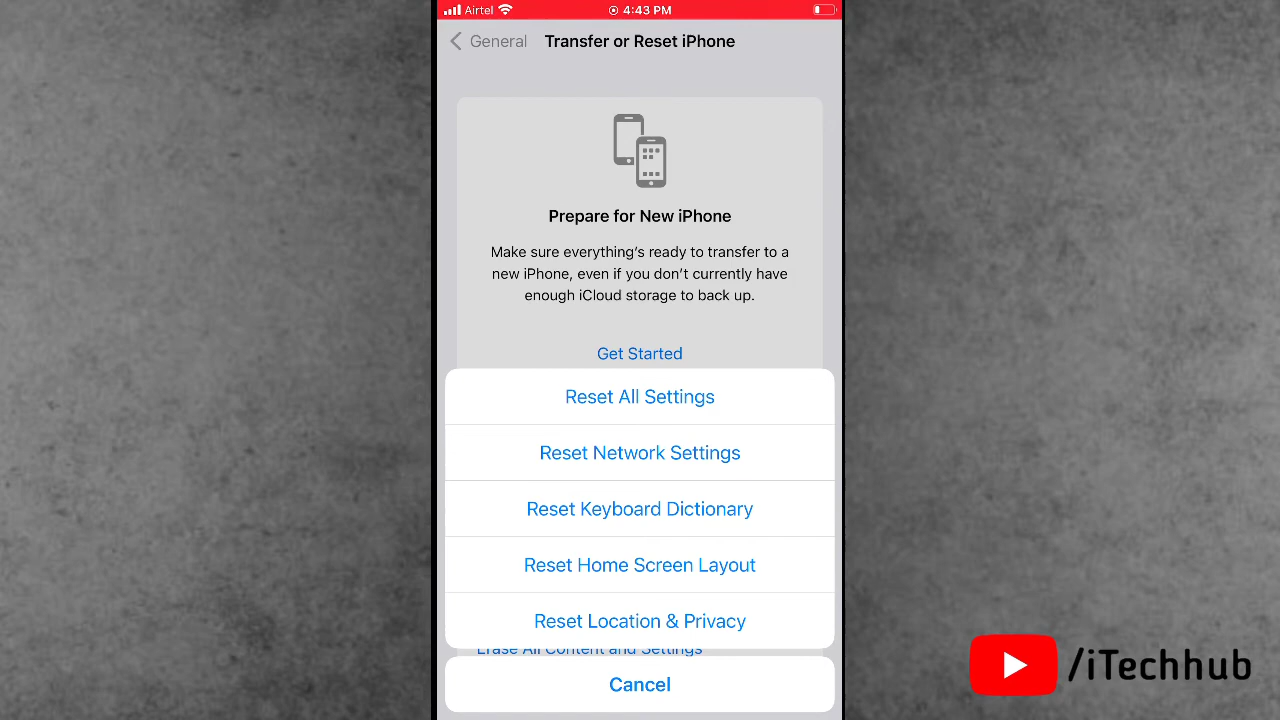 Airtel 4:43 PM
General Transfer or Reset iPhone
Prepare for New iPhone
Make sure everything's ready to transfer to a
new iPhone, even if you don't currently have
enough iCloud storage to back up.
Get Started
Reset All Settings
Reset Network Settings
Reset Keyboard Dictionary
Reset Home Screen Layout
Reset Location & Privacy
Erase All Content and Settings
Cancel
/iTechhub